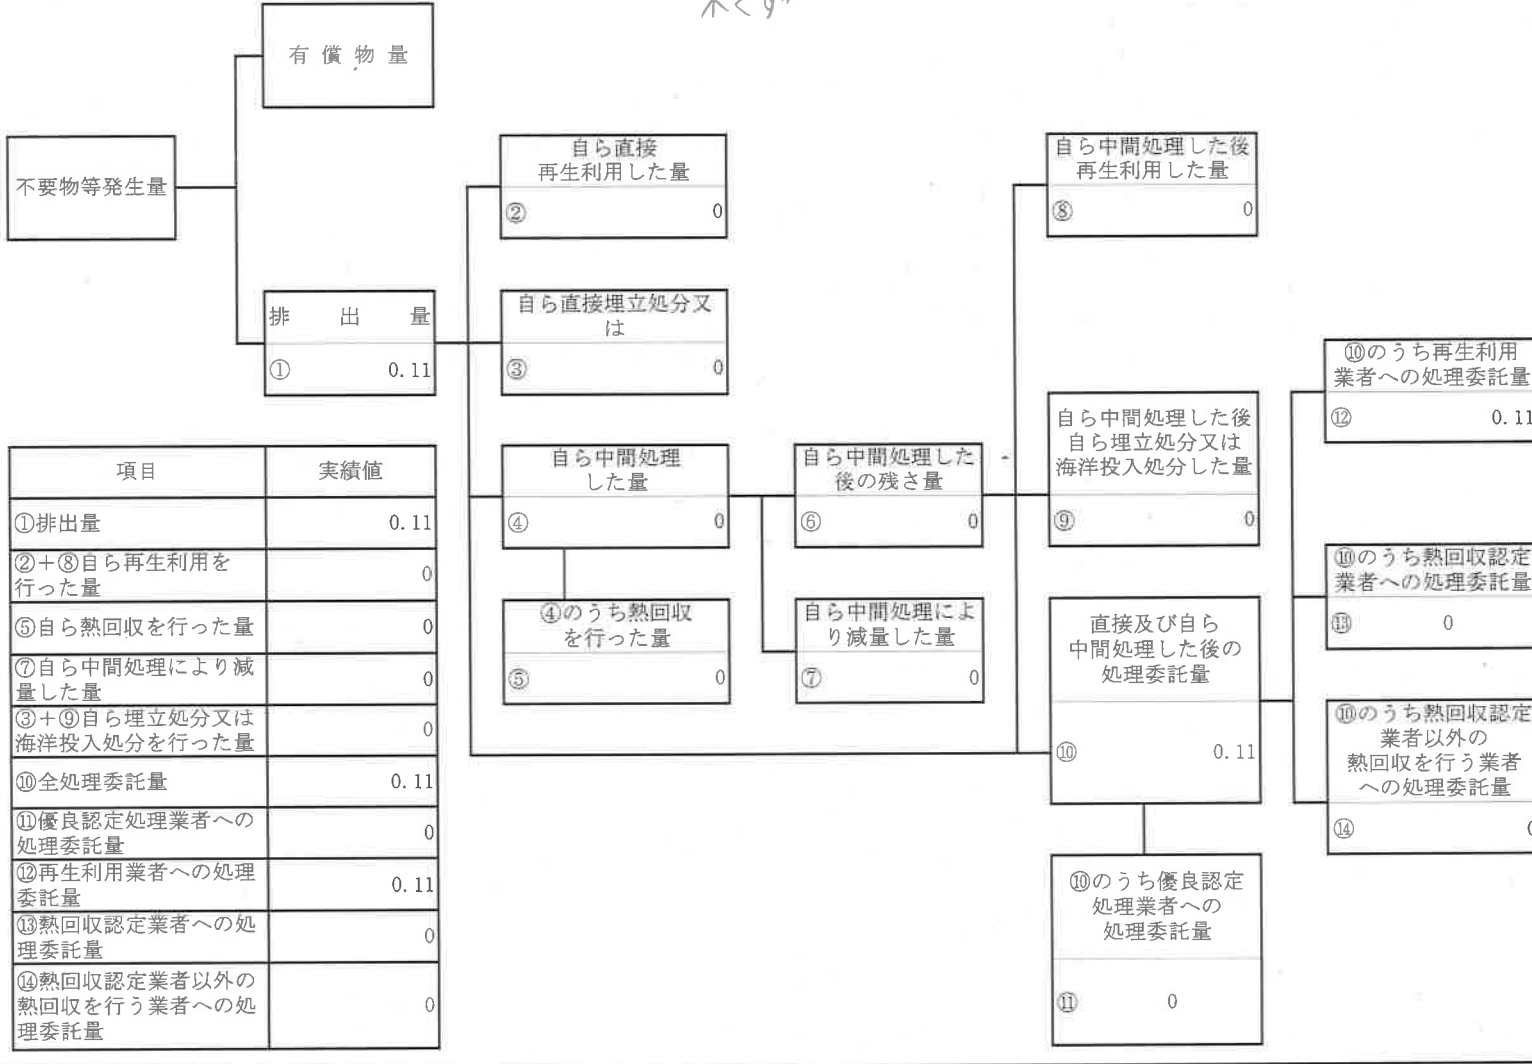 木くず
有 償 物 量
不要物等発生量
自ら直接
再生利用した量
② 0
自ら中間処理した後
再生利用した量
⑧ 0
排 出 量
① 0.11
自ら直接埋立処分又
は
③ 0
⑩のうち再生利用
業者への処理委託量
⑫ 0.11
自ら中間処理
した量
④ 0
自ら中間処理した
後の残さ量
⑥ 0
自ら中間処理した後
自ら埋立処分又は
海洋投入処分した量
⑨ 0
⑩のうち熱回収認定
業者への処理委託量
⑬ 0
④のうち熱回収
を行った量
⑤ 0
自ら中間処理によ
り減量した量
⑦ 0
直接及び自ら
中間処理した後の
処理委託量
⑩ 0.11
⑩のうち熱回収認定
業者以外の
熱回収を行う業者
への処理委託量
⑭
⑩のうち優良認定
処理業者への
処理委託量
⑪ 0
項目 実績値
①排出量 0.11
②+⑧自ら再生利用を
行った量 0
⑤自ら熱回収を行った量 0
⑦自ら中間処理により減
量した量 0
③+⑨自ら埋立処分又は
海洋投入処分を行った量 0
⑩全処理委託量 0.11
⑪優良認定処理業者への
処理委託量 0
⑫再生利用業者への処理
委託量 0.11
⑬熱回収認定業者への処
理委託量 0
⑭熱回収認定業者以外の
熱回収を行う業者への処
理委託量 0